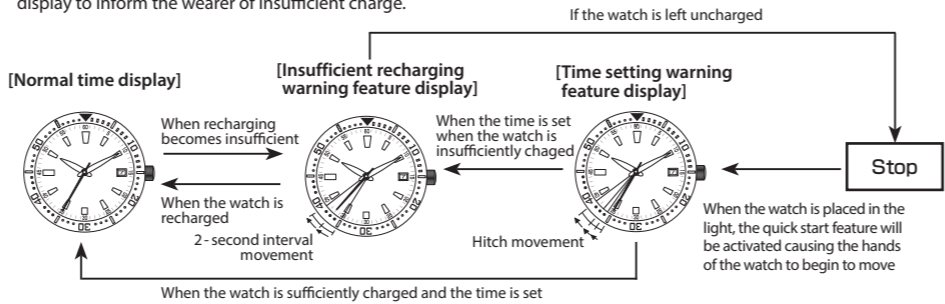 display to inform the wearer of insufficient charge.
If the watch is left uncharged
[Normal time display]
[Insufficient recharging
warning feature display]
[Time setting warning
feature display]
When recharging
becomes insufficient
When the watch is
recharged
2-second interval
movement
When the time is set
when the watch is
insufficiently chaged
Hitch movement
Stop
When the watch is placed in the
light, the quick start feature will
be activated causing the hands
of the watch to begin to move
When the watch is sufficiently charged and the time is set